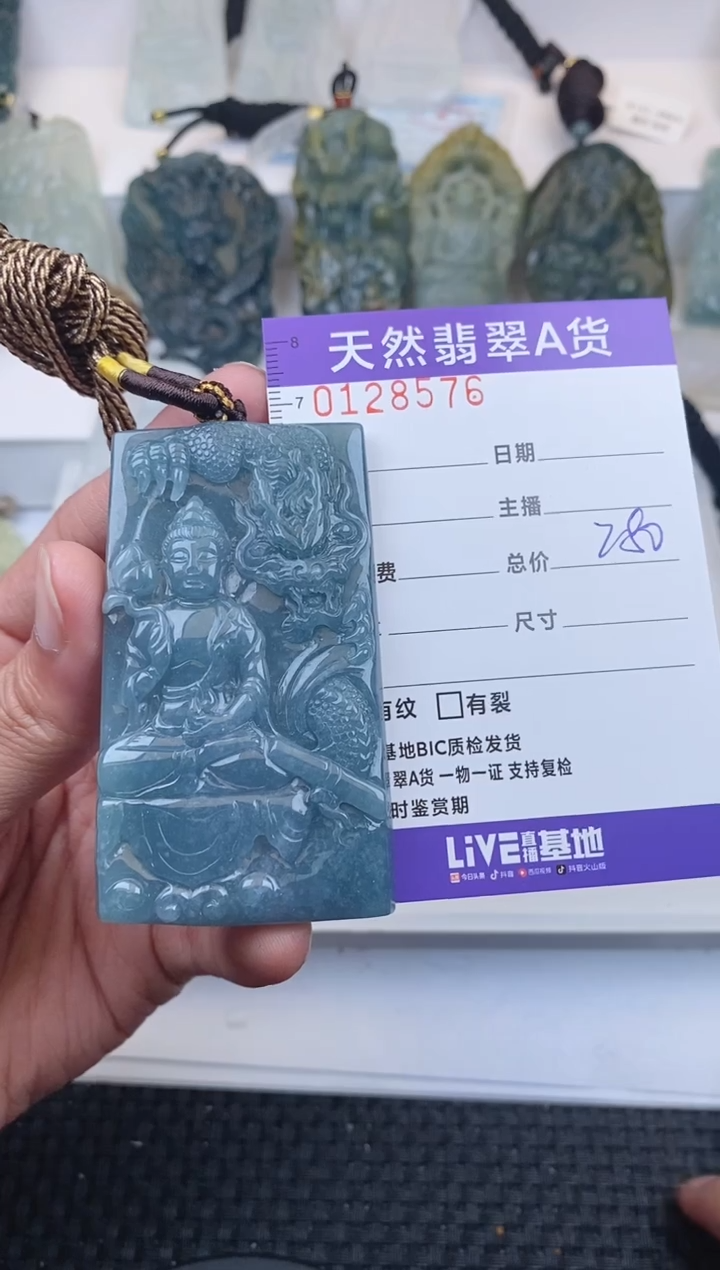 天然翡翠A货
8
7 0128576
日期
主播
费 总价 280
尺寸
有纹 □有裂
基地BIC质检发货
翠A货 一物一证 支持复检
时鉴赏期
LiVE直播基地
今日头条 抖音 西瓜视频 抖音火山版